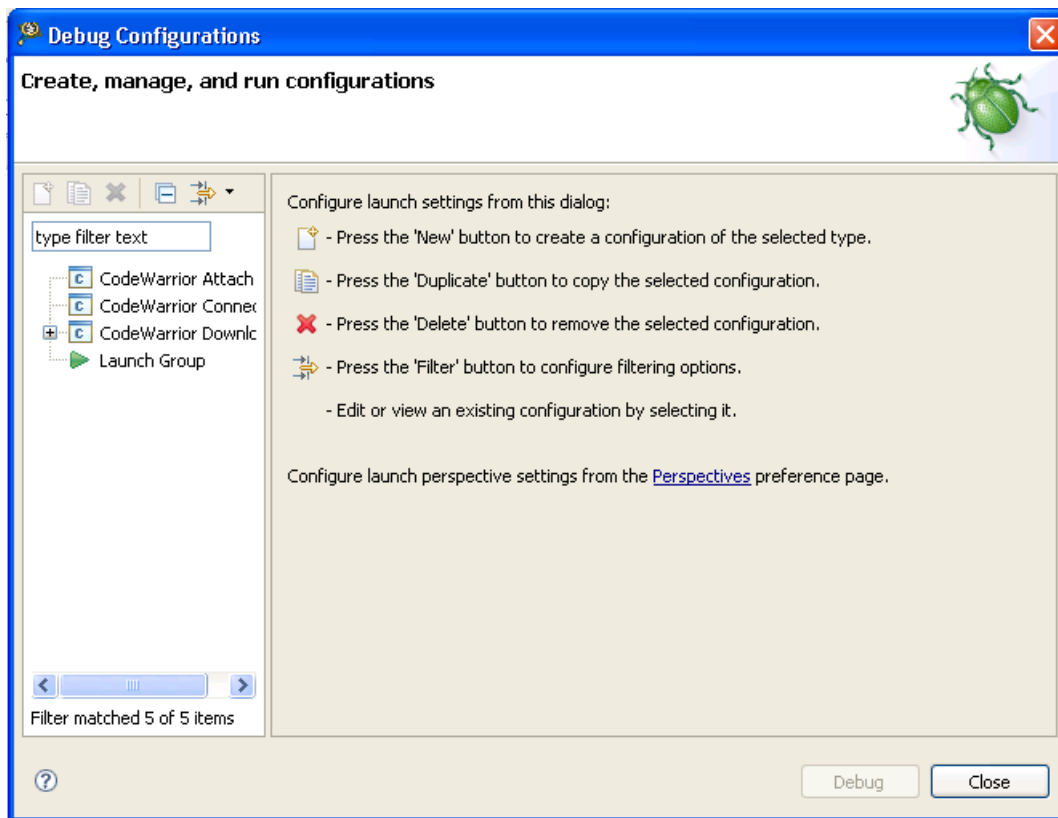 Debug Configurations
Create, manage, and run configurations
type filter text
CodeWarrior Attach
CodeWarrior Connec
CodeWarrior Downlc
Launch Group
Filter matched 5 of 5 items
Configure launch settings from this dialog:
- Press the 'New' button to create a configuration of the selected type.
- Press the 'Duplicate' button to copy the selected configuration.
- Press the 'Delete' button to remove the selected configuration.
- Press the 'Filter' button to configure filtering options.
- Edit or view an existing configuration by selecting it.
Configure launch perspective settings from the Perspectives preference page.
Debug
Close